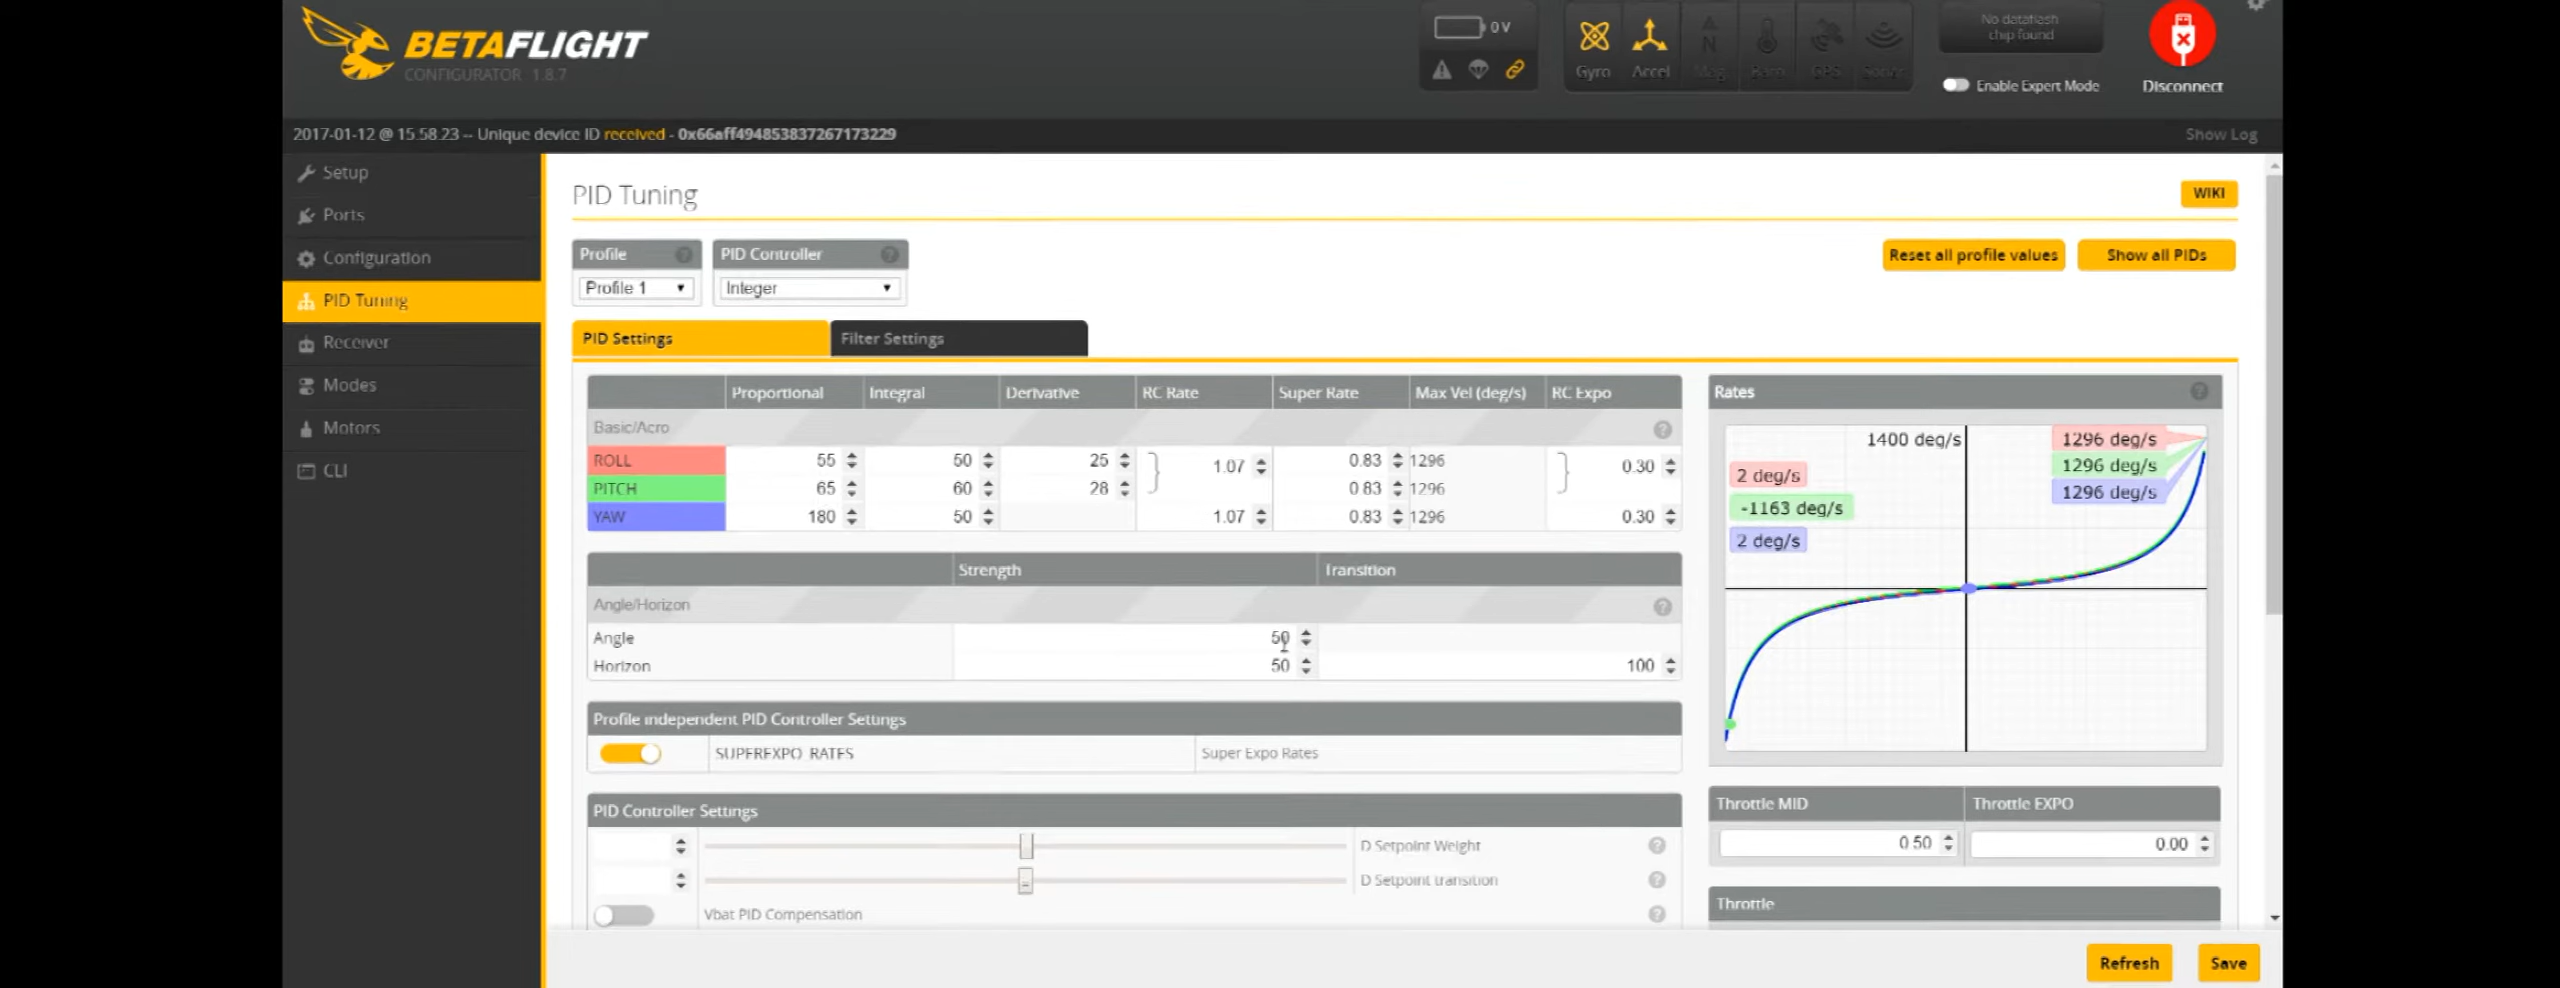 BETAFLIGHT
CONFIGURATOR 1.8.7
0 V
Gyro Accel Mag Baro GPS Sonar
No dataflash
chip found
Enable Expert Mode
Disconnect
2017-01-12 @ 15.58.23 -- Unique device ID received - 0x66aff494853837267173229
Show Log
Setup
Ports
Configuration
PID Tuning
Receiver
Modes
Motors
CLI
PID Tuning
WIKI
Profile ? PID Controller ?
Profile 1 Integer
Reset all profile values Show all PIDs
PID Settings Filter Settings
Proportional Integral Derivative RC Rate Super Rate Max Vel (deg/s) RC Expo
Basic/Acro ?
ROLL 55 50 25 1.07 0.83 1296 0.30
PITCH 65 60 28 0 83 1296
YAW 180 50 1.07 0.83 1296 0.30
Strength Transition
Angle/Horizon ?
Angle 50
Horizon 50 100
Profile independent PID Controller Settings
SUPEREXPO_RATES Super Expo Rates
PID Controller Settings
D Setpoint Weight ?
D Setpoint transition ?
Vbat PID Compensation ?
Rates ?
1400 deg/s 1296 deg/s
1296 deg/s
2 deg/s
1296 deg/s
-1163 deg/s
2 deg/s
Throttle MID Throttle EXPO
0 50 0.00
Throttle
Refresh Save